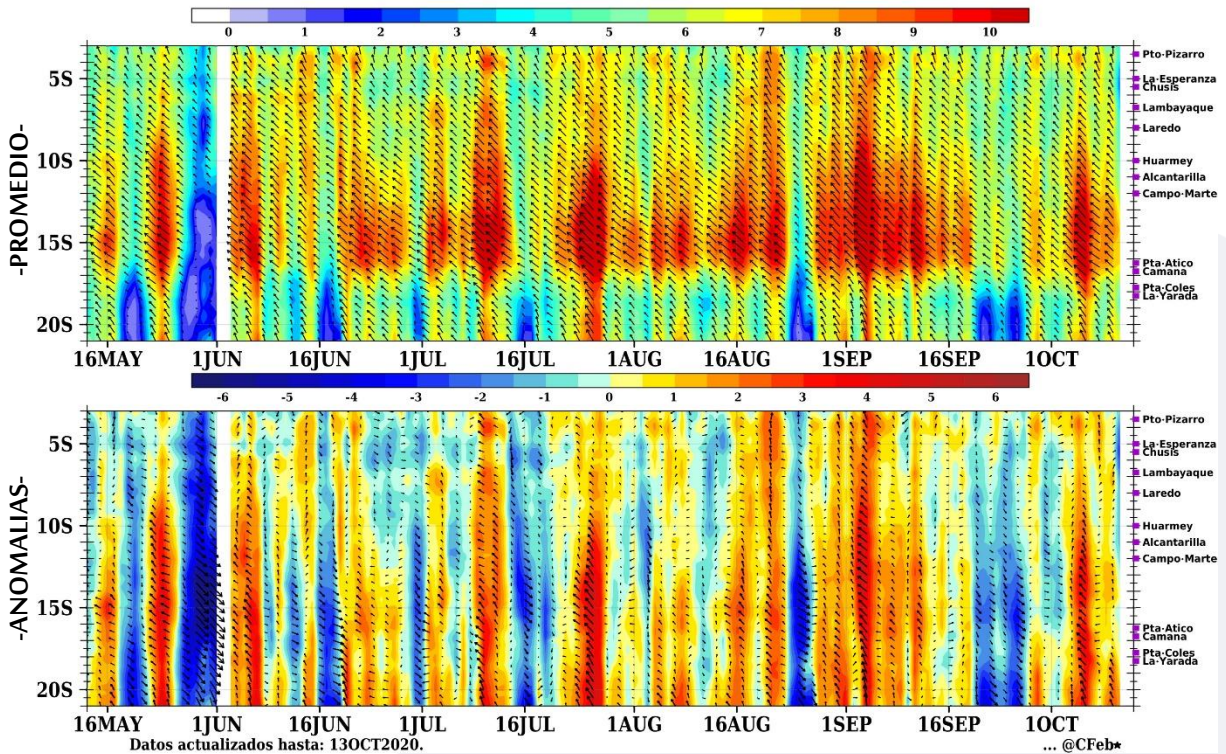 0 1 2 3 4 5 6 7 8 9 10
-PROMEDIO-
5S
10S
15S
20S
Pto·Pizarro
La·Esperanza
Chusis
Lambayaque
Laredo
Huarmey
Alcantarilla
Campo·Marte
Pta·Atico
Camana
Pta·Coles
La·Yarada
16MAY 1JUN 16JUN 1JUL 16JUL 1AUG 16AUG 1SEP 16SEP 1OCT
-6 -5 -4 -3 -2 -1 0 1 2 3 4 5 6
-ANOMALIAS-
5S
10S
15S
20S
Pto·Pizarro
La·Esperanza
Chusis
Lambayaque
Laredo
Huarmey
Alcantarilla
Campo·Marte
Pta·Atico
Camana
Pta·Coles
La·Yarada
16MAY 1JUN 16JUN 1JUL 16JUL 1AUG 16AUG 1SEP 16SEP 1OCT
Datos actualizados hasta: 13OCT2020.
... @CFeb★